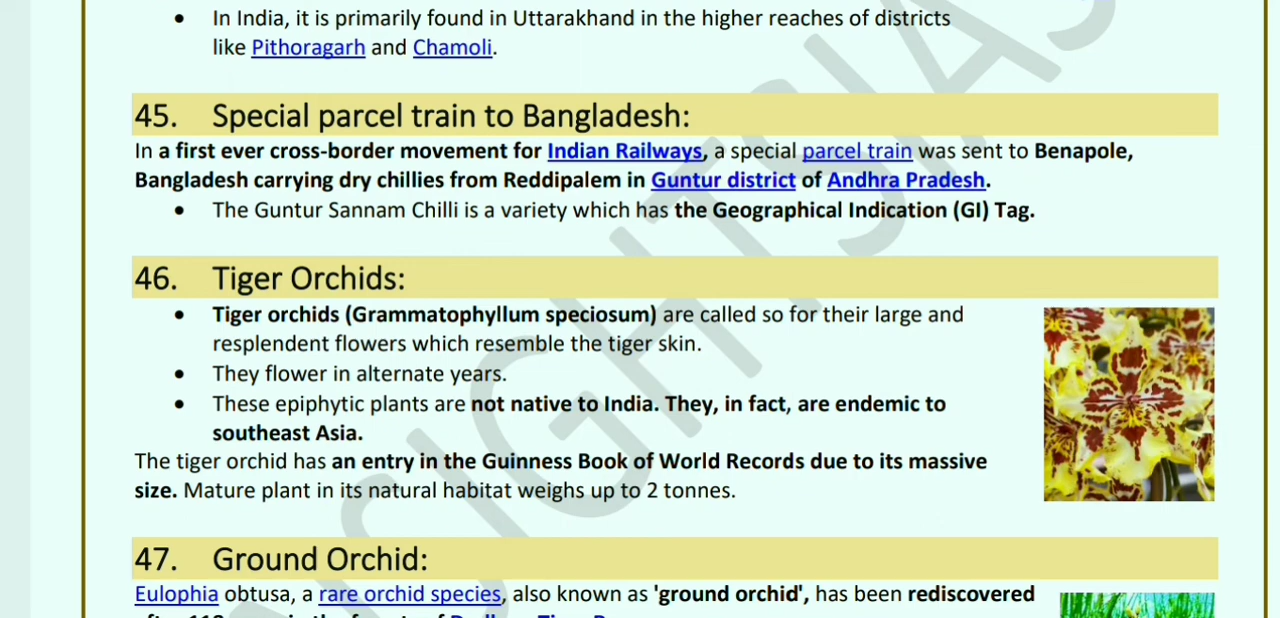 • In India, it is primarily found in Uttarakhand in the higher reaches of districts
like Pithoragarh and Chamoli.
45. Special parcel train to Bangladesh:
In a first ever cross-border movement for Indian Railways, a special parcel train was sent to Benapole,
Bangladesh carrying dry chillies from Reddipalem in Guntur district of Andhra Pradesh.
• The Guntur Sannam Chilli is a variety which has the Geographical Indication (GI) Tag.
46. Tiger Orchids:
• Tiger orchids (Grammatophyllum speciosum) are called so for their large and
resplendent flowers which resemble the tiger skin.
• They flower in alternate years.
• These epiphytic plants are not native to India. They, in fact, are endemic to
southeast Asia.
The tiger orchid has an entry in the Guinness Book of World Records due to its massive
size. Mature plant in its natural habitat weighs up to 2 tonnes.
47. Ground Orchid:
Eulophia obtusa, a rare orchid species, also known as 'ground orchid', has been rediscovered